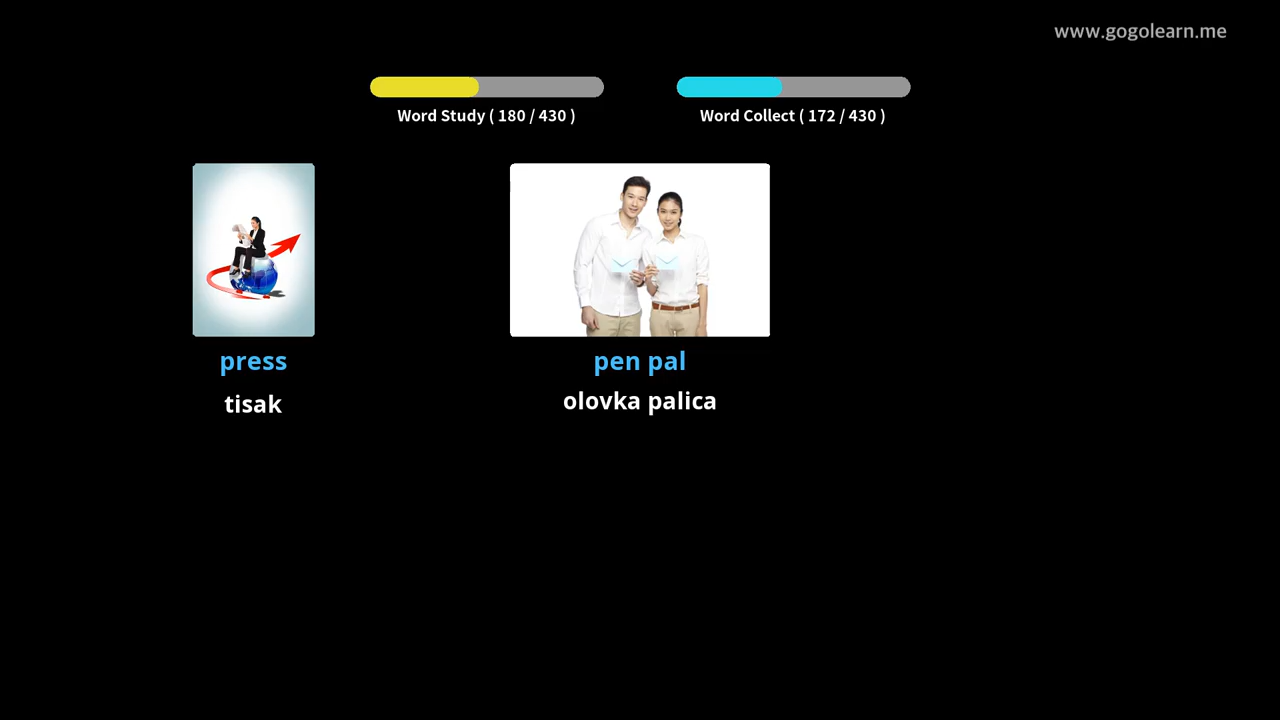 www.gogolearn.me
Word Study ( 180 / 430 )
Word Collect ( 172 / 430 )
press
tisak
pen pal
olovka palica